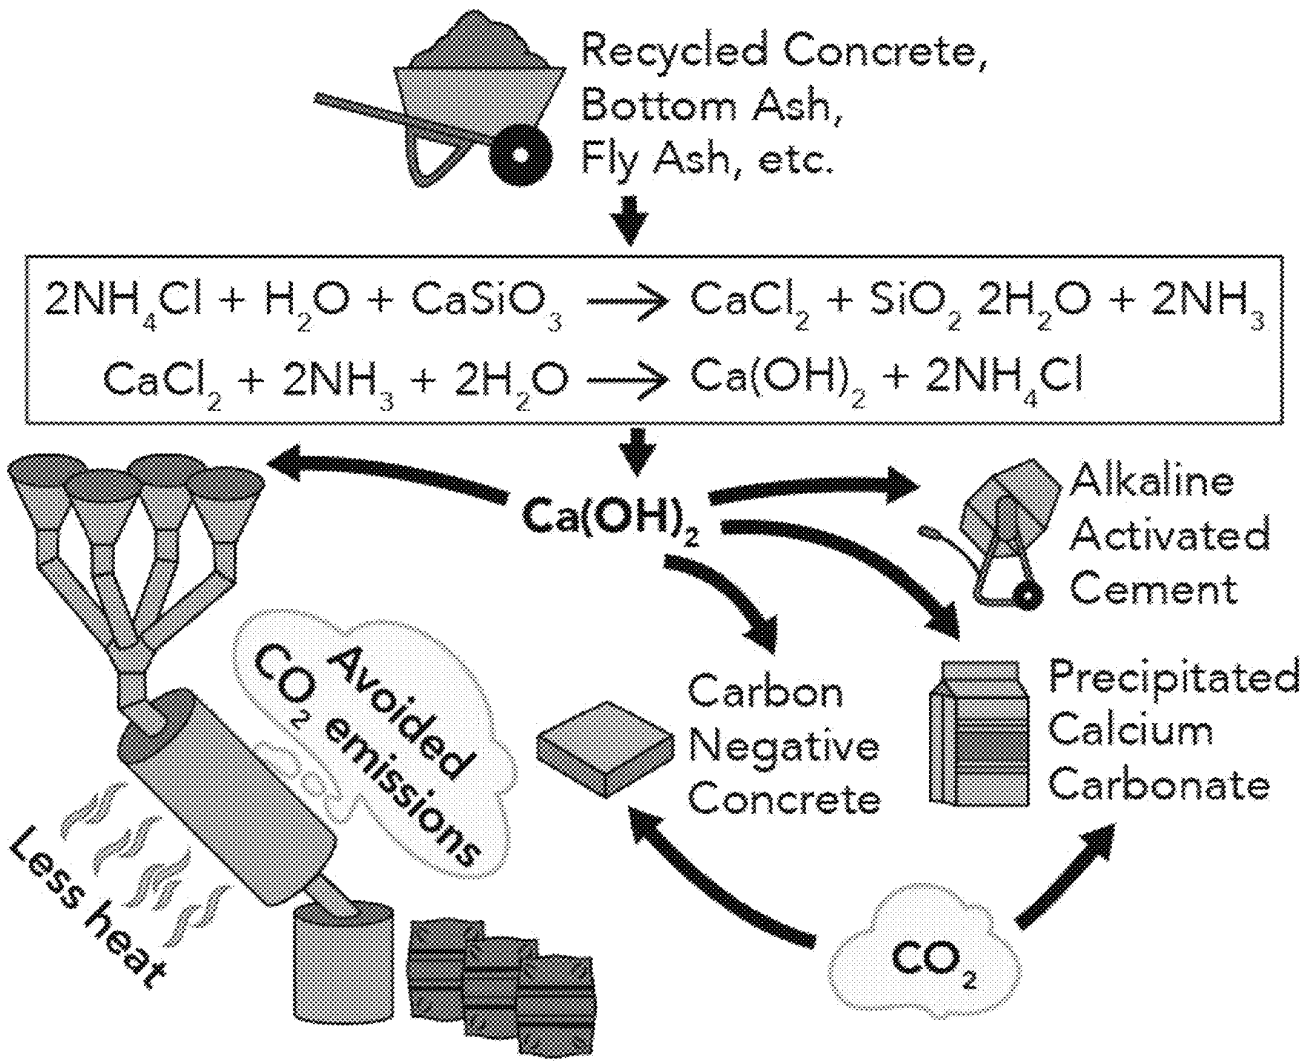 Recycled Concrete,
Bottom Ash,
Fly Ash, etc.
2NH₄Cl + H₂O + CaSiO₃ → CaCl₂ + SiO₂ 2H₂O + 2NH₃
CaCl₂ + 2NH₃ + 2H₂O → Ca(OH)₂ + 2NH₄Cl
Ca(OH)₂
Alkaline
Activated
Cement
Avoided
CO₂ emissions
Less heat
Carbon
Negative
Concrete
Precipitated
Calcium
Carbonate
CO₂